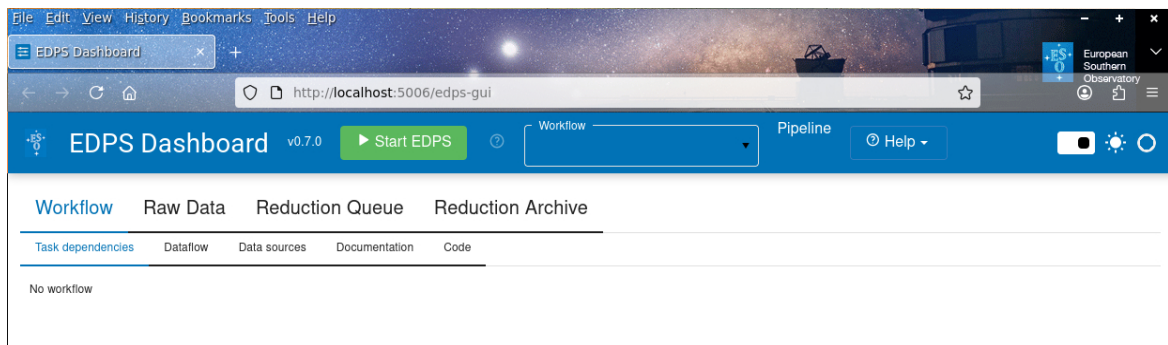 File Edit View History Bookmarks Tools Help
EDPS Dashboard
European
Southern
Observatory
http://localhost:5006/edps-gui
EDPS Dashboard v0.7.0 Start EDPS Workflow Pipeline Help
Workflow Raw Data Reduction Queue Reduction Archive
Task dependencies Dataflow Data sources Documentation Code
No workflow